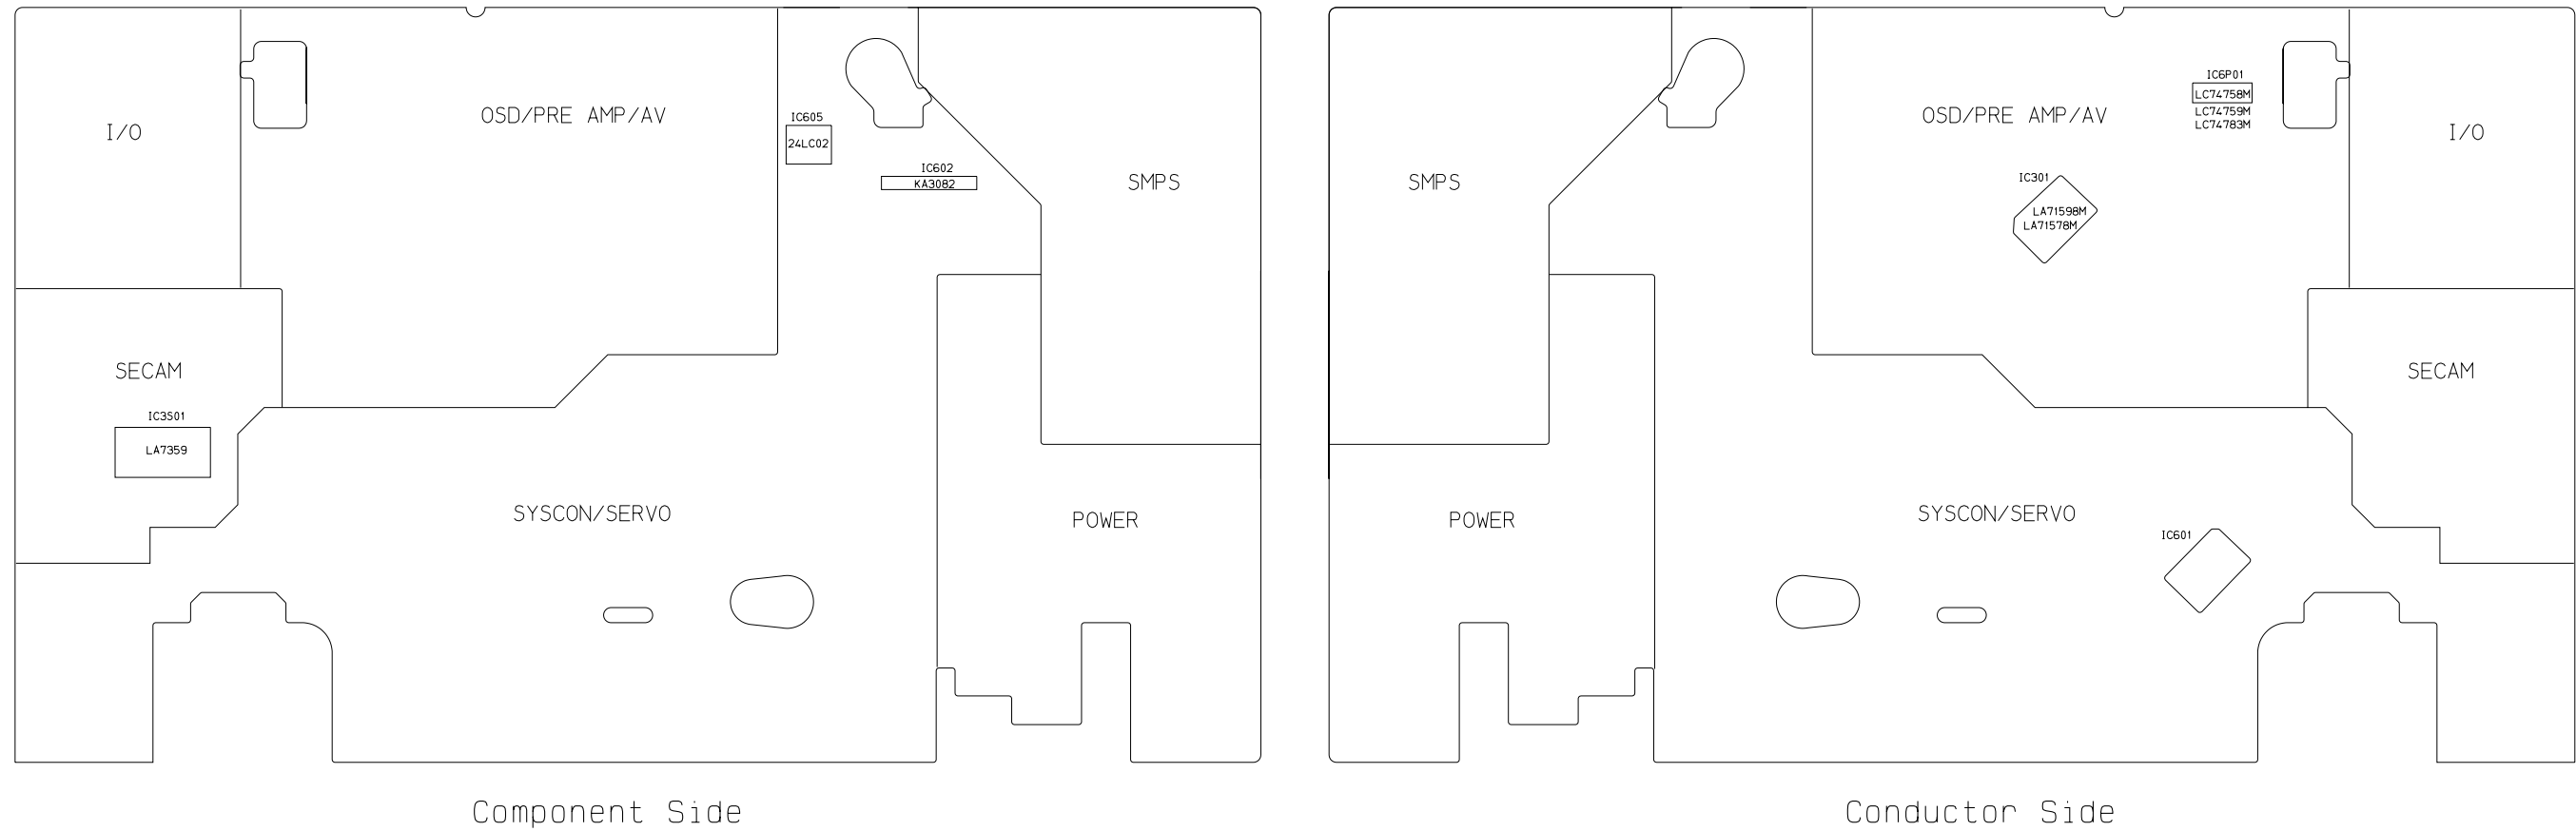 I/O
OSD/PRE AMP/AV
IC605
24LC02
IC602
KA3082
SMPS
SECAM
IC3S01
LA7359
SYSCON/SERVO
POWER
Component Side
SMPS
OSD/PRE AMP/AV
IC6P01
LC74758M
LC74759M
LC74783M
I/O
IC301
LA71598M
LA71578M
SECAM
POWER
SYSCON/SERVO
IC601
Conductor Side